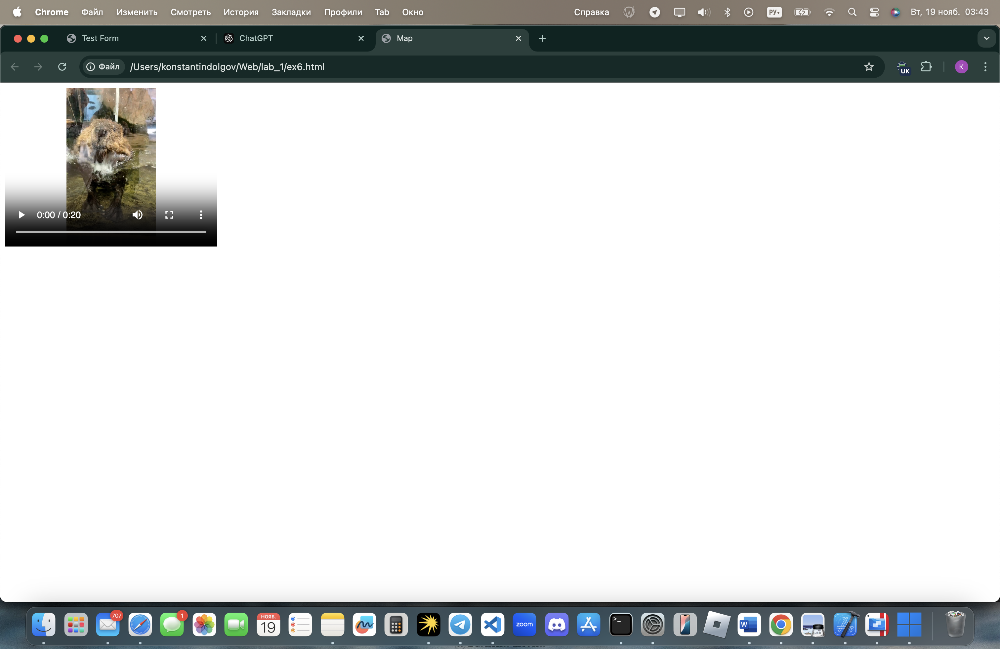 Chrome Файл Изменить Смотреть История Закладки Профили Tab Окно Справка РУ Вт, 19 нояб. 03:43
Test Form ChatGPT Map
Файл /Users/konstantindolgov/Web/lab_1/ex6.html UK K
0:00 / 0:20
707 1 НОЯБ. 19 zoom >_ W